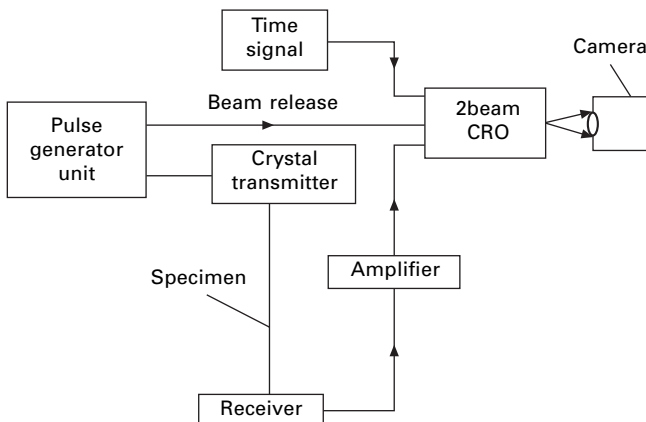 Time
signal
Camera
Beam release
2beam
CRO
Pulse
generator
unit
Crystal
transmitter
Specimen
Amplifier
Receiver